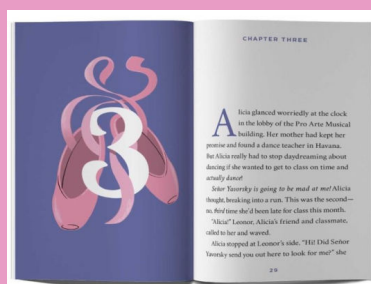 3
CHAPTER THREE
Alicia glanced worriedly at the clock
in the lobby of the Pro Arte Musical
building. Her mother had kept her
promise and found a dance teacher in Havana.
But Alicia really had to stop daydreaming about
dancing if she wanted to get to class on time and
actually dance!
Señor Yavorsky is going to be mad at me! Alicia
thought, breaking into a run. This was the second—
no, third time she'd been late for class this month.
"Alicia!" Leonor, Alicia's friend and classmate,
called to her and waved.
Alicia stopped at Leonor's side. "Hi! Did Señor
Yavorsky send you out here to look for me?" she
20